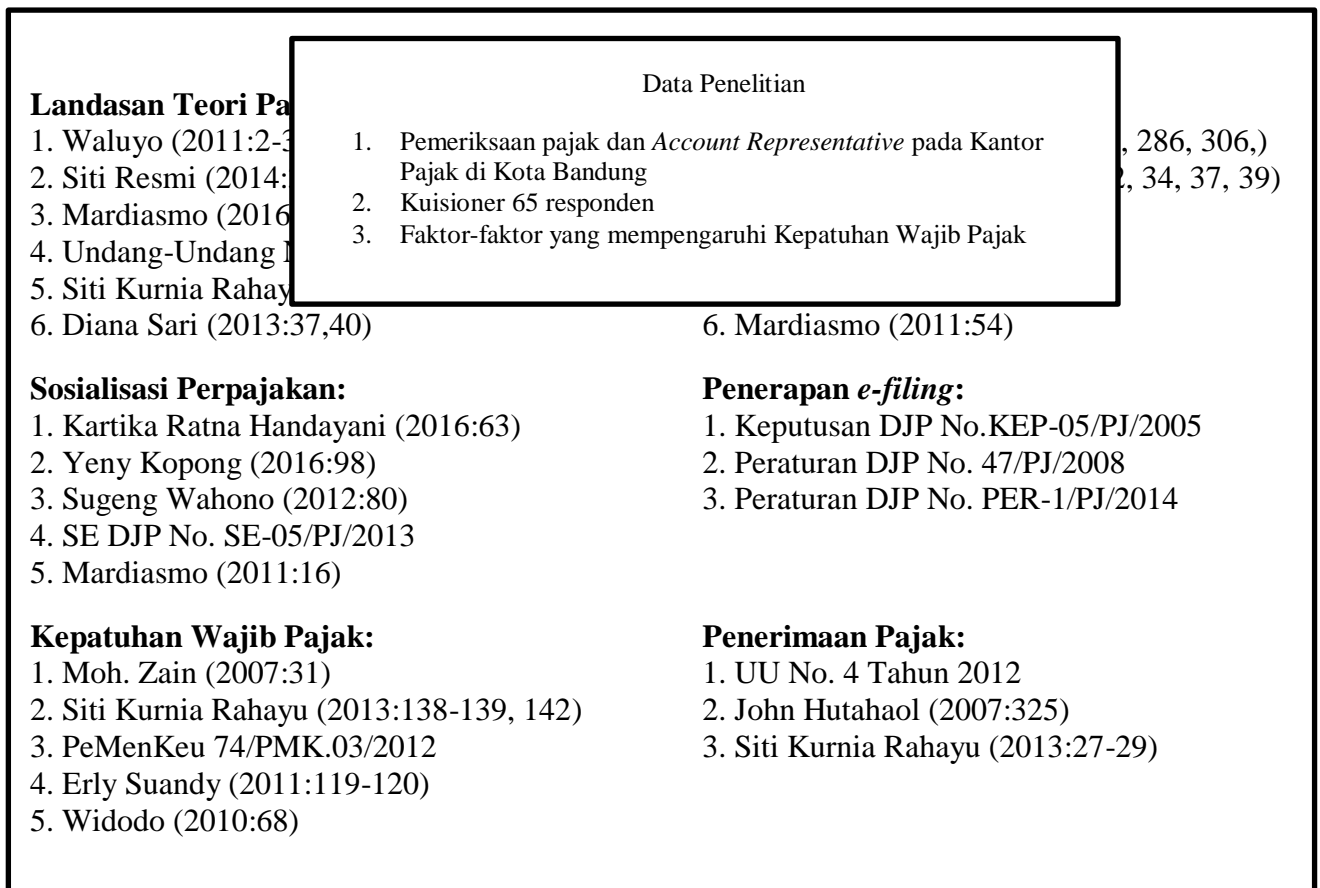 Data Penelitian
1. Pemeriksaan pajak dan Account Representative pada Kantor
Pajak di Kota Bandung
2. Kuisioner 65 responden
3. Faktor-faktor yang mempengaruhi Kepatuhan Wajib Pajak
Landasan Teori
1. Waluyo (2011:2-
2. Siti Resmi (2014:
3. Mardiasmo (2016
4. Undang-Undang
5. Siti Kurnia
6. Diana Sari (2013:37,40)
, 286, 306,)
, 34, 37, 39)
6. Mardiasmo (2011:54)
Sosialisasi Perpajakan:
1. Kartika Ratna Handayani (2016:63)
2. Yeny Kopong (2016:98)
3. Sugeng Wahono (2012:80)
4. SE DJP No. SE-05/PJ/2013
5. Mardiasmo (2011:16)
Penerapan e-filing:
1. Keputusan DJP No.KEP-05/PJ/2005
2. Peraturan DJP No. 47/PJ/2008
3. Peraturan DJP No. PER-1/PJ/2014
Kepatuhan Wajib Pajak:
1. Moh. Zain (2007:31)
2. Siti Kurnia Rahayu (2013:138-139, 142)
3. PeMenKeu 74/PMK.03/2012
4. Erly Suandy (2011:119-120)
5. Widodo (2010:68)
Penerimaan Pajak:
1. UU No. 4 Tahun 2012
2. John Hutahaol (2007:325)
3. Siti Kurnia Rahayu (2013:27-29)